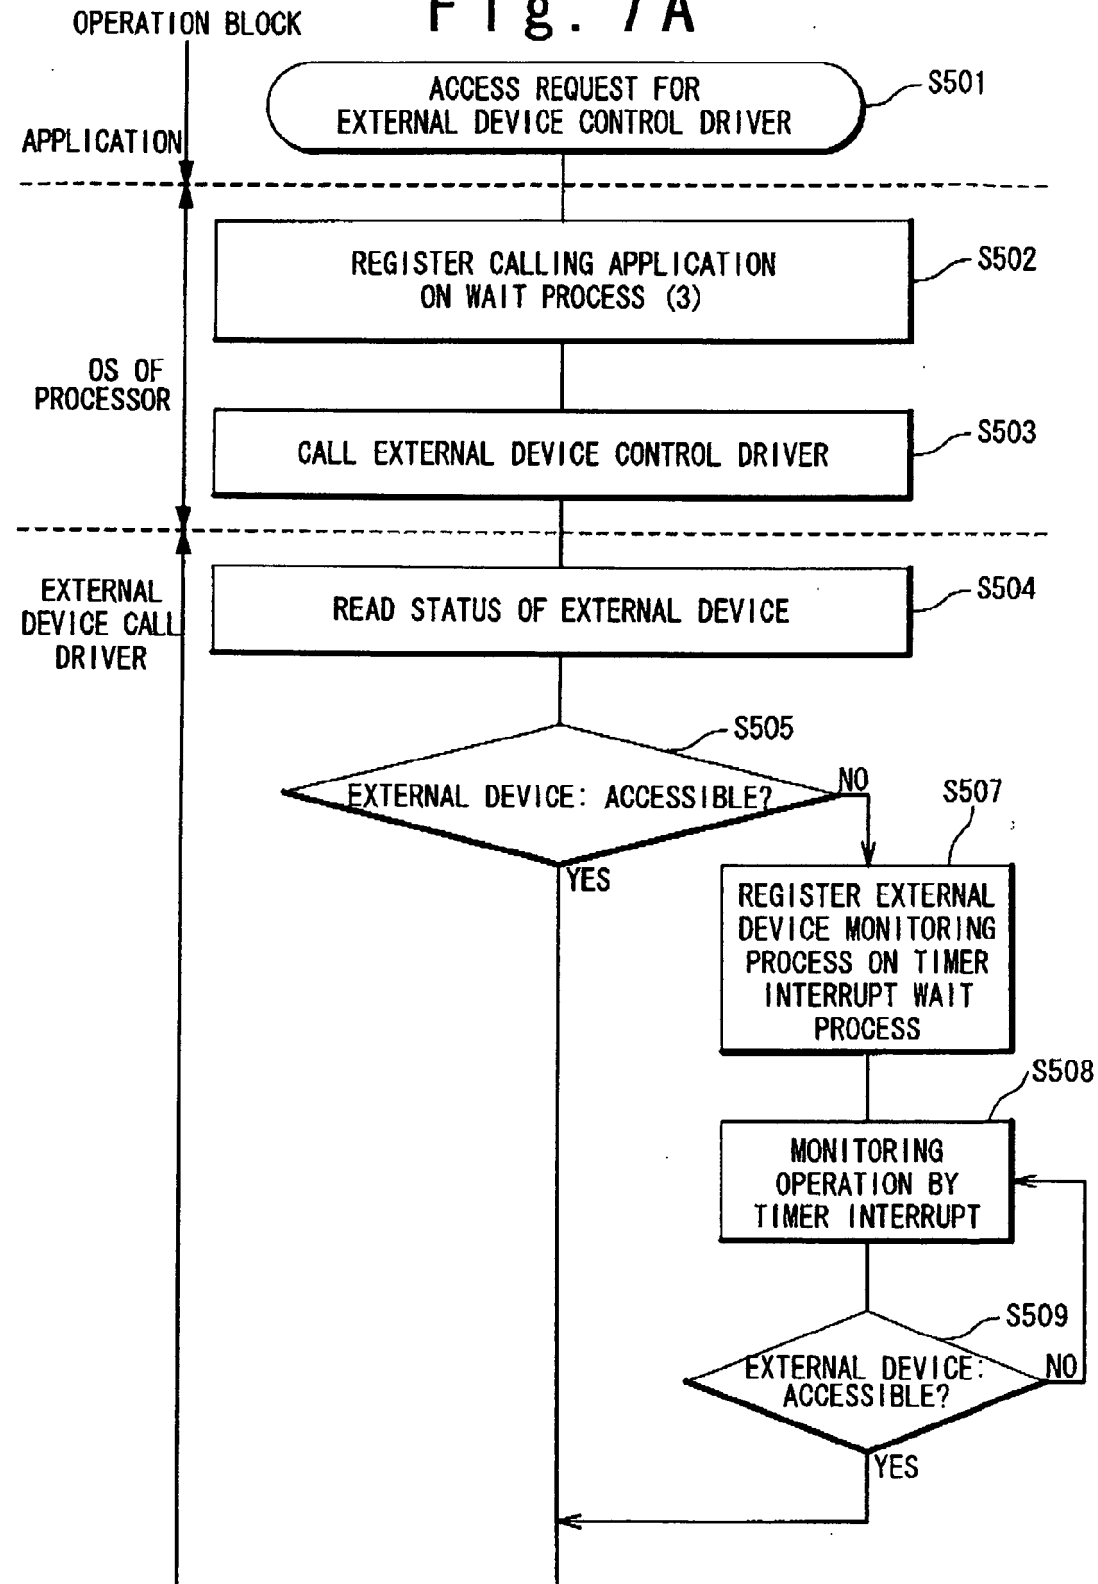 Fig. 7A
OPERATION BLOCK
ACCESS REQUEST FOR
EXTERNAL DEVICE CONTROL DRIVER
S501
APPLICATION
REGISTER CALLING APPLICATION
ON WAIT PROCESS (3)
S502
OS OF
PROCESSOR
CALL EXTERNAL DEVICE CONTROL DRIVER
S503
EXTERNAL
DEVICE CALL
DRIVER
READ STATUS OF EXTERNAL DEVICE
S504
S505
EXTERNAL DEVICE: ACCESSIBLE?
NO
YES
S507
REGISTER EXTERNAL
DEVICE MONITORING
PROCESS ON TIMER
INTERRUPT WAIT
PROCESS
S508
MONITORING
OPERATION BY
TIMER INTERRUPT
S509
EXTERNAL DEVICE:
ACCESSIBLE?
NO
YES